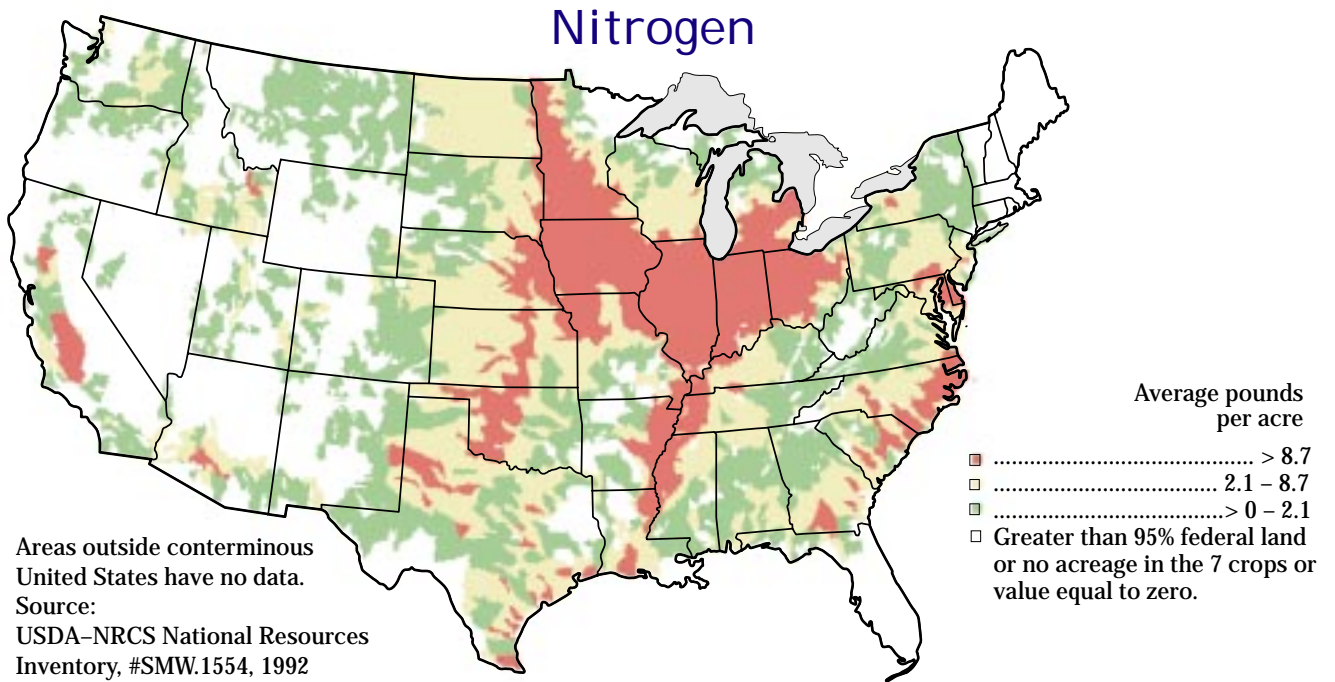 Nitrogen
Average pounds
per acre
........................................ > 8.7
................................... 2.1 – 8.7
....................................> 0 – 2.1
Greater than 95% federal land
or no acreage in the 7 crops or
value equal to zero.
Areas outside conterminous
United States have no data.
Source:
USDA–NRCS National Resources
Inventory, #SMW.1554, 1992